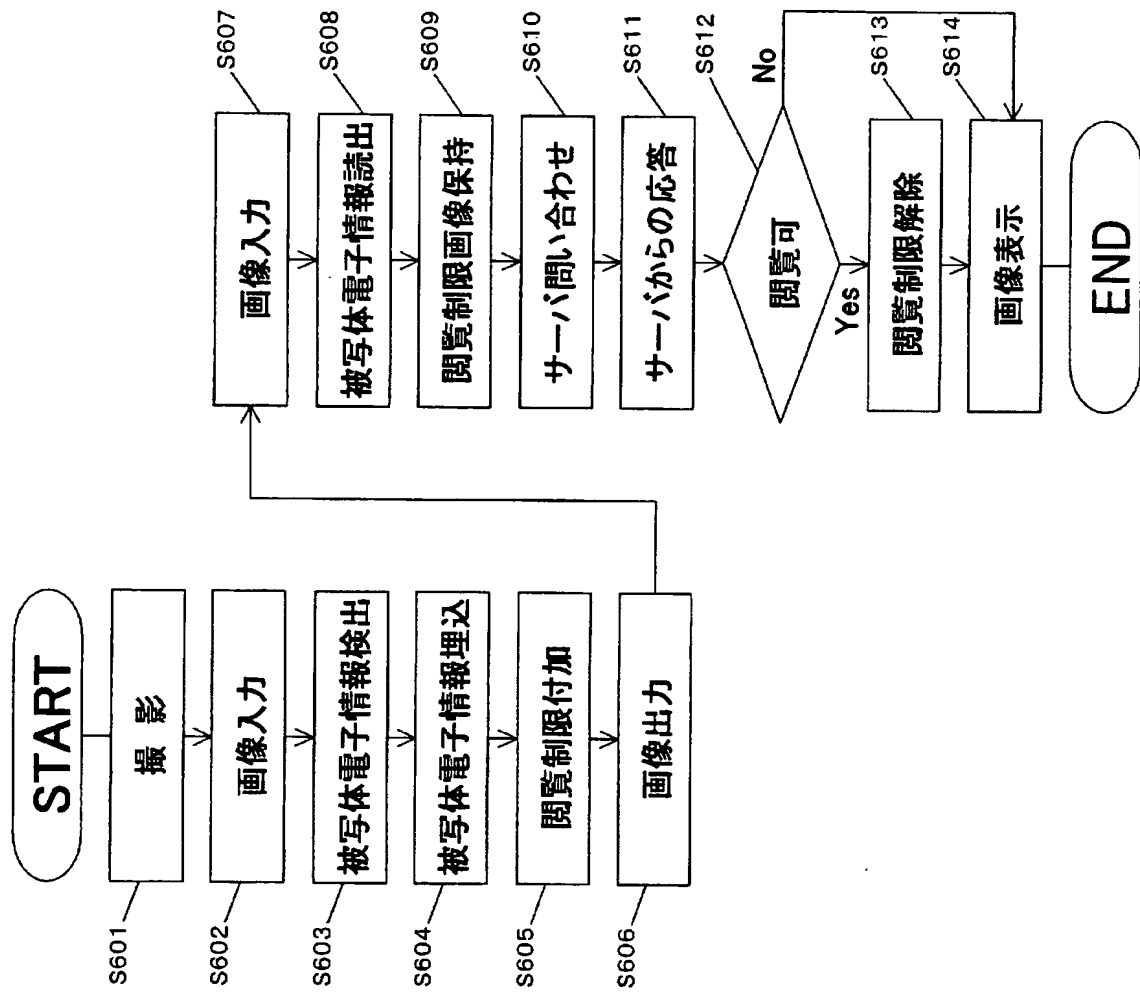 START
S601
撮 影
S602
画像入力
S603
被写体電子情報検出
S604
被写体電子情報埋込
S605
閲覧制限付加
S606
画像出力
S607
画像入力
S608
被写体電子情報読出
S609
閲覧制限画像保持
S610
サーバ問い合わせ
S611
サーバからの応答
S612
閲覧可
No
Yes
S613
閲覧制限解除
S614
画像表示
END